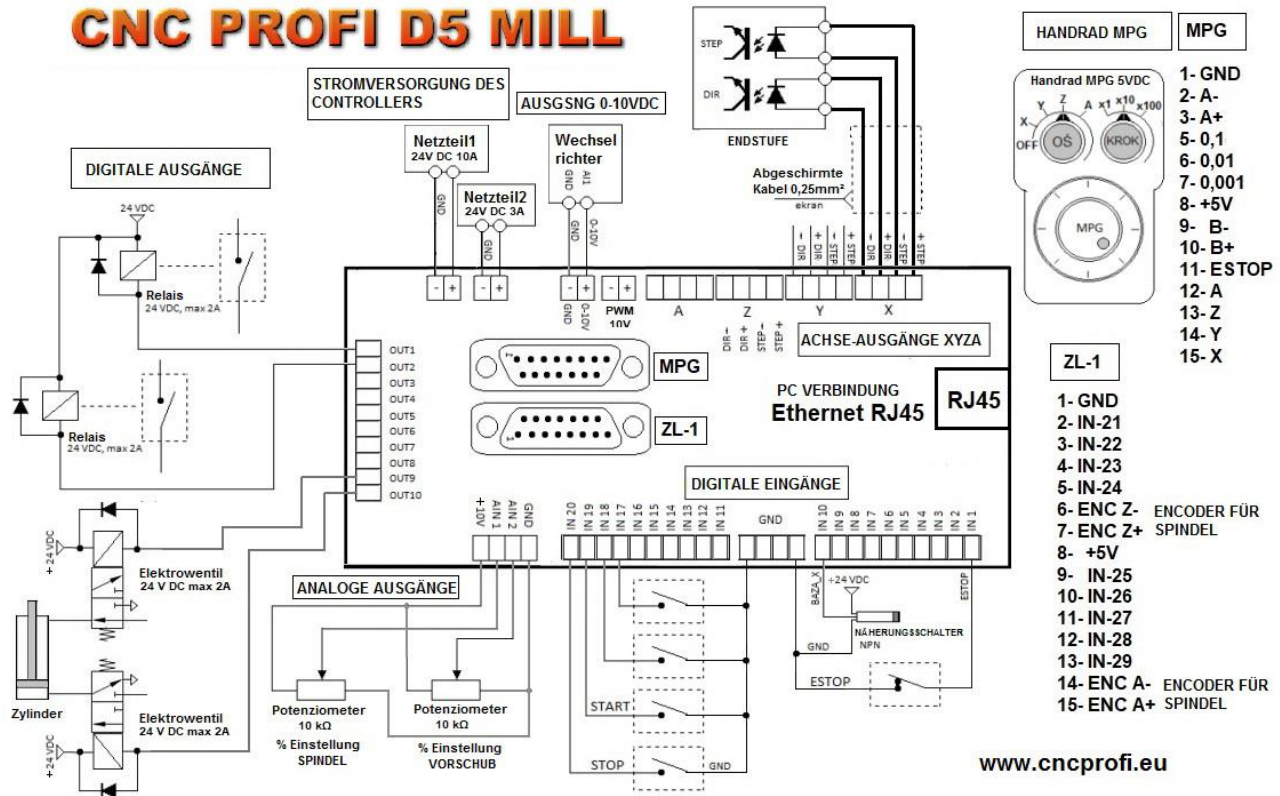 CNC PROFI D5 MILL
STROMVERSORGUNG DES
CONTROLLERS
AUSGSNG 0-10VDC
Netzteil1
24V DC 10A
GND
Netzteil2
24V DC 3A
GND
Wechsel
richter
GND
AI1
GND
0-10V
STEP
DIR
ENDSTUFE
Abgeschirmte
Kabel 0,25mm²
ekran
DIGITALE AUSGÄNGE
24 VDC
Relais
24 VDC, max 2A
Relais
24 VDC, max 2A
- +
- +
- +
- +
GND
0-10V
PWM
10V
A
Z
Y
X
- DIR
+ DIR
- STEP
+ STEP
- DIR
+ DIR
- STEP
+ STEP
DIR-
DIR+
STEP-
STEP+
ACHSE-AUSGÄNGE XYZA
OUT1
OUT2
OUT3
OUT4
OUT5
OUT6
OUT7
OUT8
OUT9
OUT10
1
MPG
1
ZL-1
PC VERBINDUNG
Ethernet RJ45
RJ45
DIGITALE EINGÄNGE
+10V
AIN 1
AIN 2
GND
IN 20
IN 19
IN 18
IN 17
IN 16
IN 15
IN 14
IN 13
IN 12
IN 11
GND
IN 10
IN 9
IN 8
IN 7
IN 6
IN 5
IN 4
IN 3
IN 2
IN 1
+24 VDC
Elektrowentil
24 V DC max 2A
Zylinder
Elektrowentil
24 V DC max 2A
+24 VDC
ANALOGE AUSGÄNGE
Potenziometer
10 kΩ
% Einstellung
SPINDEL
Potenziometer
10 kΩ
% Einstellung
VORSCHUB
START
STOP
GND
BAZA_X
+24 VDC
NÄHERUNGSSCHALTER
NPN
GND
ESTOP
ESTOP
HANDRAD MPG
MPG
Handrad MPG 5VDC
OFF
X
Y
Z
A
OŚ
x1
x10
x100
KROK
MPG
1- GND
2- A-
3- A+
5- 0,1
6- 0,01
7- 0,001
8- +5V
9- B-
10- B+
11- ESTOP
12- A
13- Z
14- Y
15- X
ZL-1
1- GND
2- IN-21
3- IN-22
4- IN-23
5- IN-24
6- ENC Z- ENCODER FÜR
7- ENC Z+ SPINDEL
8- +5V
9- IN-25
10- IN-26
11- IN-27
12- IN-28
13- IN-29
14- ENC A- ENCODER FÜR
15- ENC A+ SPINDEL
www.cncprofi.eu